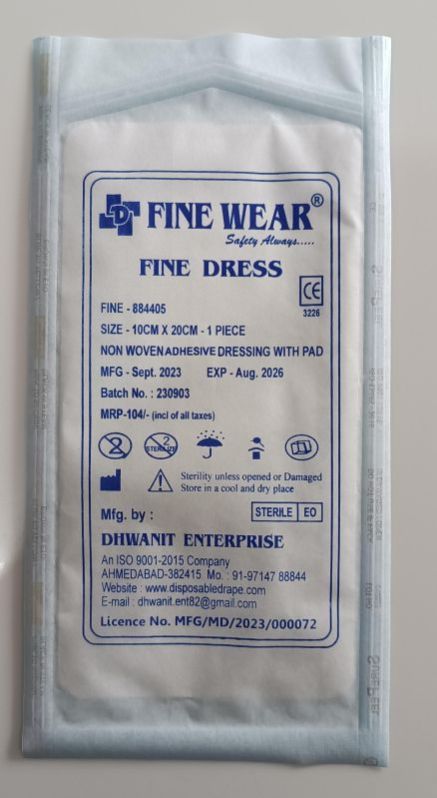 FINE WEAR®
Safety Always.....
FINE DRESS
CE
3226
FINE - 884405
SIZE - 10CM X 20CM - 1 PIECE
NON WOVEN ADHESIVE DRESSING WITH PAD
MFG - Sept. 2023 EXP - Aug. 2026
Batch No. : 230903
MRP-104/- (incl of all taxes)
2 2 STERILIZE
Sterility unless opened or Damaged
Store in a cool and dry place
Mfg. by : STERILE EO
DHWANIT ENTERPRISE
An ISO 9001-2015 Company
AHMEDABAD-382415 Mo. : 91-97147 88844
Website : www.disposabledrape.com
E-mail : dhwanit.ent82@gmail.com
Licence No. MFG/MD/2023/000072
SUREPEEL